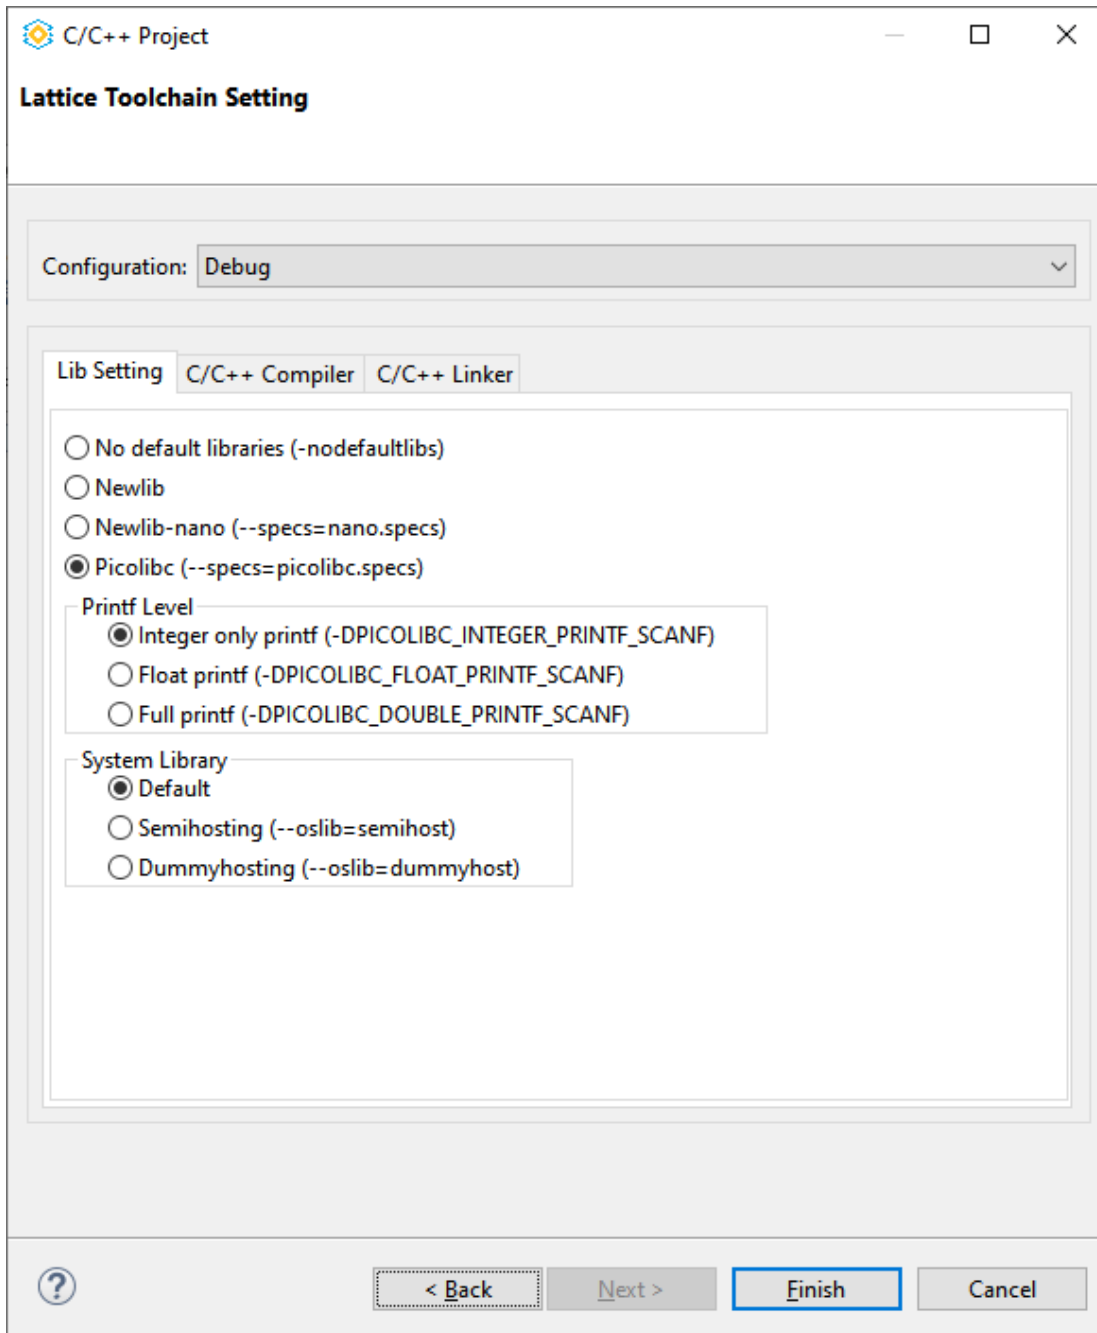 C/C++ Project
Lattice Toolchain Setting
Configuration: Debug
Lib Setting C/C++ Compiler C/C++ Linker
No default libraries (-nodefaultlibs)
Newlib
Newlib-nano (--specs=nano.specs)
Picolibc (--specs=picolibc.specs)
Printf Level
Integer only printf (-DPICOLIBC_INTEGER_PRINTF_SCANF)
Float printf (-DPICOLIBC_FLOAT_PRINTF_SCANF)
Full printf (-DPICOLIBC_DOUBLE_PRINTF_SCANF)
System Library
Default
Semihosting (--oslib=semihost)
Dummyhosting (--oslib=dummyhost)
? < Back Next > Finish Cancel